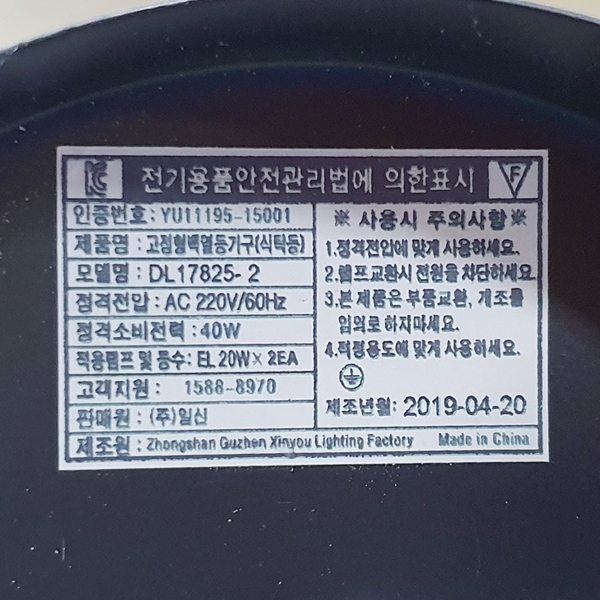 KC 전기용품안전관리법에 의한표시 F
인증번호: YU11195-15001
제품명: 고정형백열등기구(식탁등)
모델명: DL17825-2
정격전압: AC 220V/60Hz
정격소비전력: 40W
적용램프 및 등수: EL 20W× 2EA
고객지원: 1588-8970
판매원: (주)일신
※ 사용시 주의사항※
1.정격전압에 맞게 사용하세요.
2.램프교환시 전원을 차단하세요
3.본 제품은 부품교환, 개조를
임의로 하지마세요.
4.적정용도에 맞게 사용하세요.
제조년월: 2019-04-20
제조원: Zhongshan Guzhen Xinyou Lighting Factory Made in China